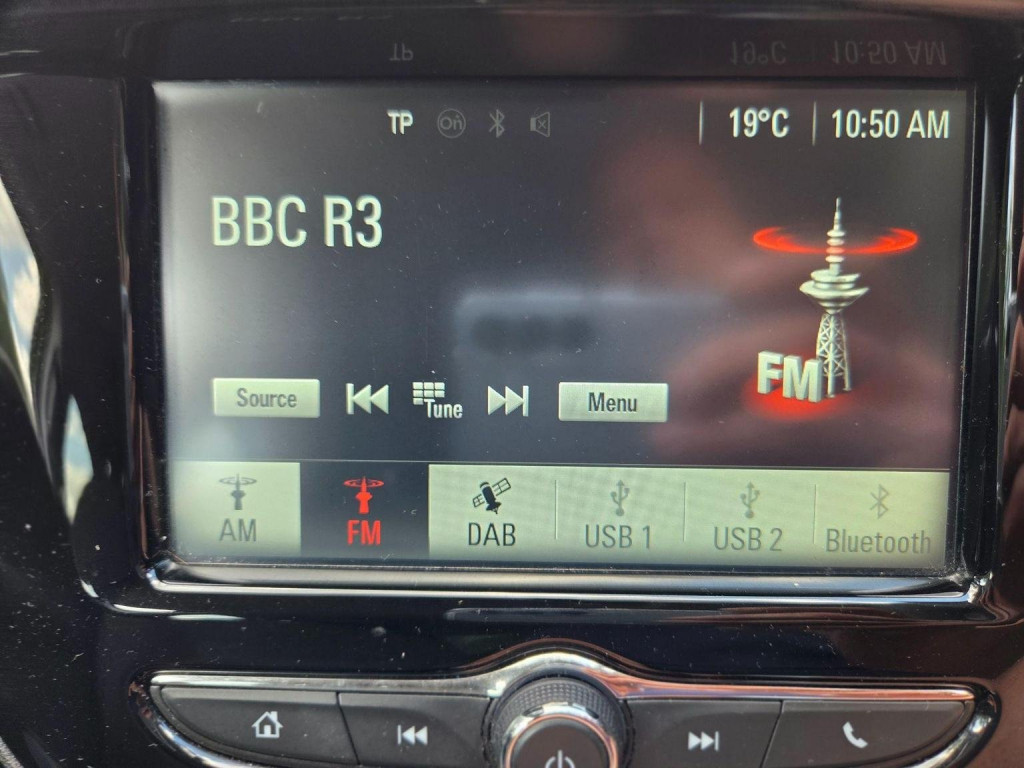 TP On 19°C 10:50 AM
BBC R3
FM
Source Tune Menu
AM FM DAB USB 1 USB 2 Bluetooth